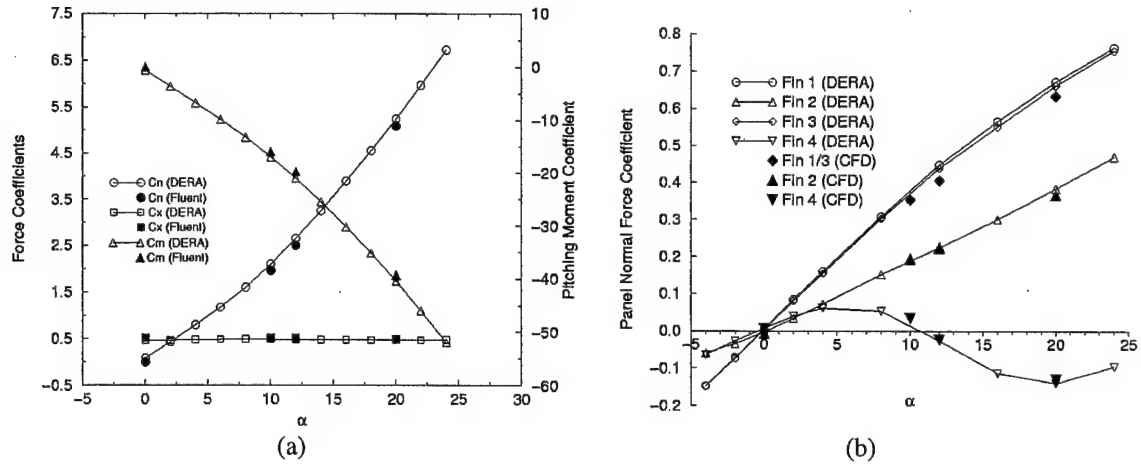 7.5
6.5
5.5
4.5
3.5
2.5
1.5
0.5
−0.5
Force Coefficients
Cn (DERA)
Cn (Fluent)
Cx (DERA)
Cx (Fluent)
Cm (DERA)
Cm (Fluent)
10
0
−10
−20
−30
−40
−50
−60
Pitching Moment Coefficient
−5
0
5
10
15
20
25
30
α
(a)
0.8
0.7
0.6
0.5
0.4
0.3
0.2
0.1
0.0
−0.1
−0.2
Panel Normal Force Coefficient
Fin 1 (DERA)
Fin 2 (DERA)
Fin 3 (DERA)
Fin 4 (DERA)
Fin 1/3 (CFD)
Fin 2 (CFD)
Fin 4 (CFD)
−5
0
5
10
15
20
25
α
(b)